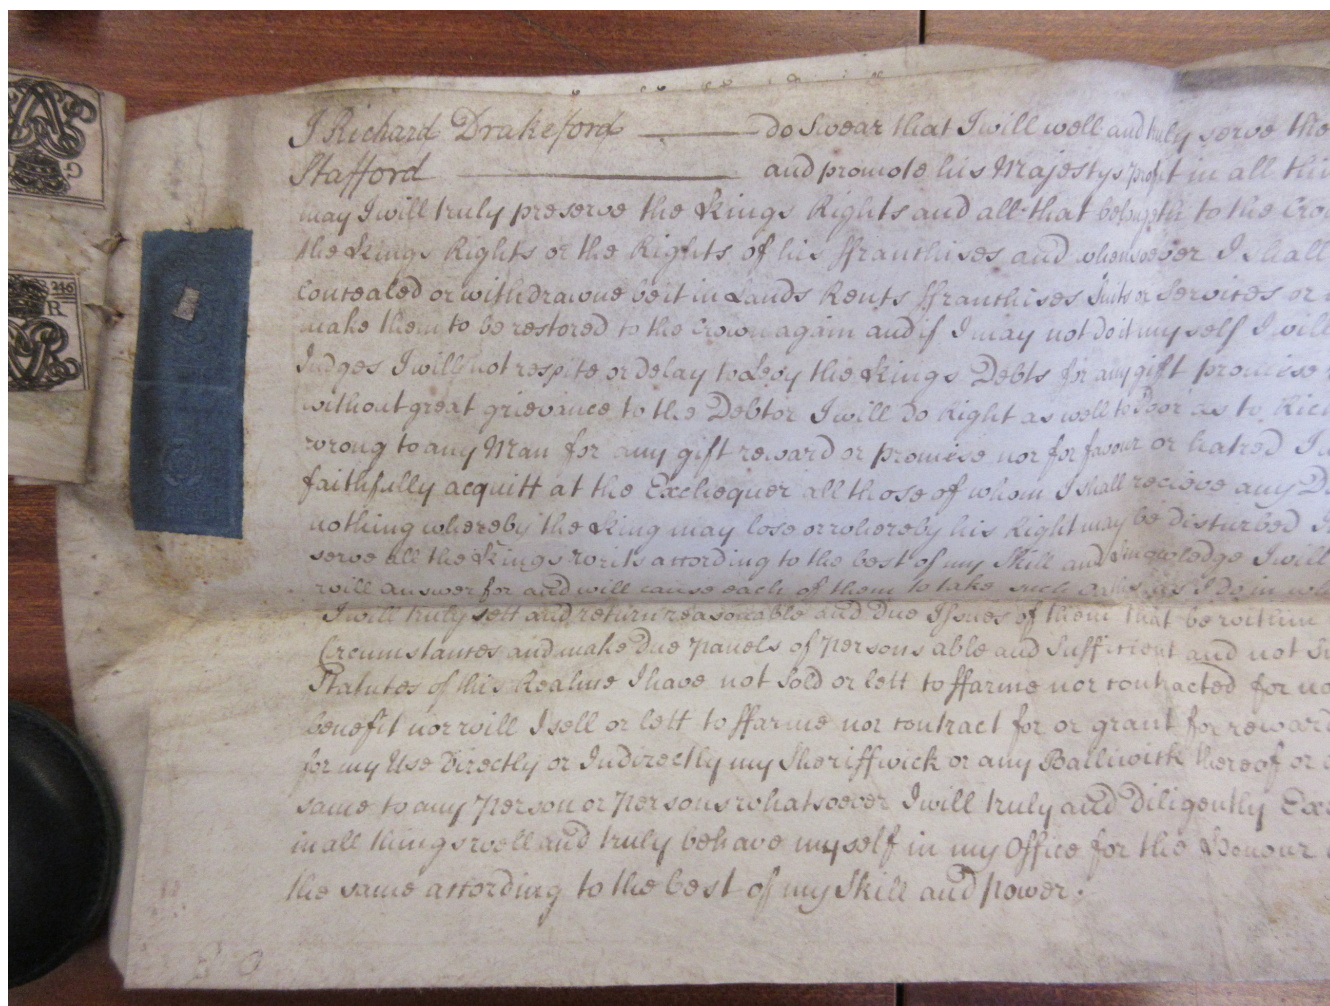 I Richard Drakeford do Swear that I will well and truly serve the
Stafford and promote his Majestys profit in all thi
may I will truly preserve the Kings Rights and all that belongeth to the Cro
the Kings Rights or the Rights of his ffranchises and whensoever I shall
Concealed or withdrawne be it in Lands Rents ffranchises Suits or Services or
make them to be restored to the Crown again and if I may not do it my self I will
Judges I will not respite or delay to Levy the Kings Debts for any gift promisse
without great grievance to the Debtor I will do Right as well to Poor as to Rich
wrong to any Man for any gift reward or promise nor for favour or hatred I
faithfully acquitt at the Exchequer all those of whom I shall recieve any D
nothing whereby the King may lose or whereby his Right may be disturbed I
serve all the Kings writs according to the best of my Skill and Knowledge I will
will answer for and will cause each of them to take such as I do in
I will truly sett and return reasonable and due Issues of them that be within
Circumstances and make due panels of persons able and Sufficient and not
Statutes of this Realme I have not Sold or lett to ffarme nor contracted for no
benefit nor will I sell or lett to ffarme nor contract for or grant for reward
for my Use Directly or Indirectly my Sheriffwick or any Balliwick thereof or
same to any person or persons whatsoever I will truly and diligently Ex
in all things well and truly behave my self in my Office for the Honour
the same according to the best of my Skill and power.
246
R